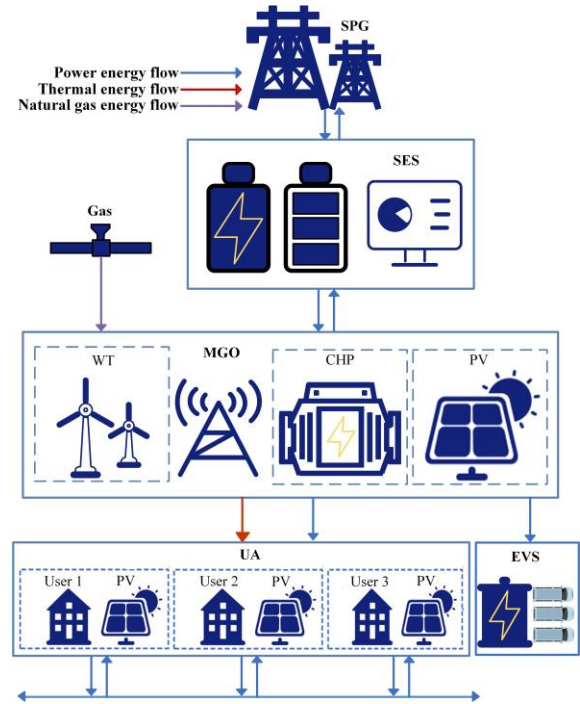 SPG
Power energy flow
Thermal energy flow
Natural gas energy flow
SES
Gas
WT
MGO
CHP
PV
UA
EVS
User 1
PV
User 2
PV
User 3
PV